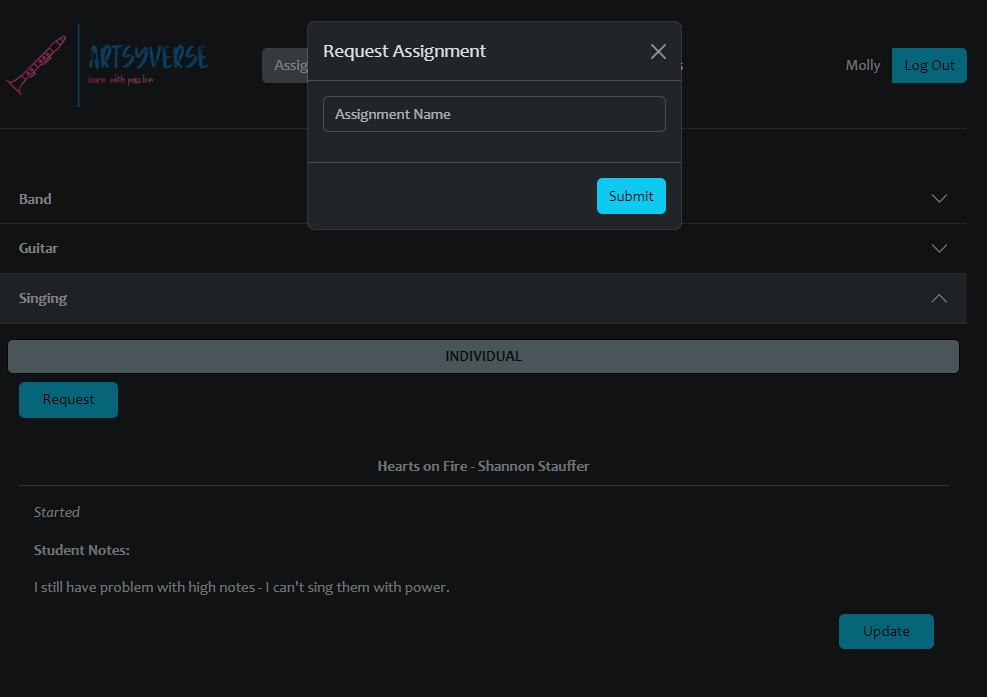 ARTSYVERSE
learn with passion
Assig
Request Assignment
Molly
Log Out
Assignment Name
Submit
Band
Guitar
Singing
INDIVIDUAL
Request
Hearts on Fire - Shannon Stauffer
Started
Student Notes:
I still have problem with high notes - I can't sing them with power.
Update